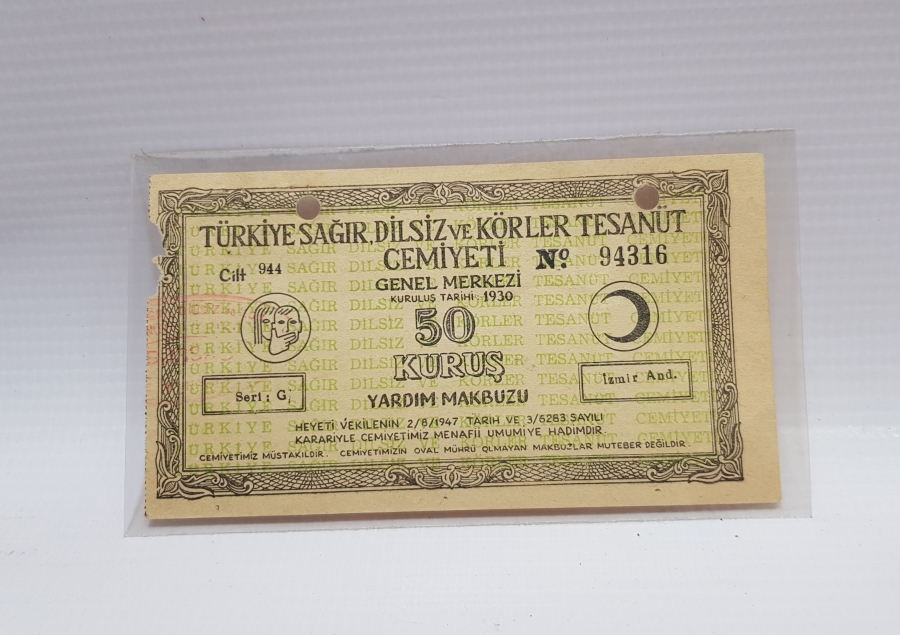 TÜRKİYE SAĞIR, DİLSİZ VE KÖRLER TESANÜT
CEMİYETİ
Cilt 944
No 94316
GENEL MERKEZİ
KURULUŞ TARİHİ 1930
50
KURUŞ
Seri: G
İzmir And.
YARDIM MAKBUZU
HEYETİ VEKİLENİN 2/8/1947 TARİH VE 3/6283 SAYILI
KARARIYLE CEMİYETİMİZ MENAFİİ UMUMİYE HADIMDIR.
CEMİYETİMİZ MÜSTAKİLDİR. CEMİYETİMİZİN OVAL MÜHRÜ OLMAYAN MAKBUZLAR MUTEBER DEĞİLDİR.